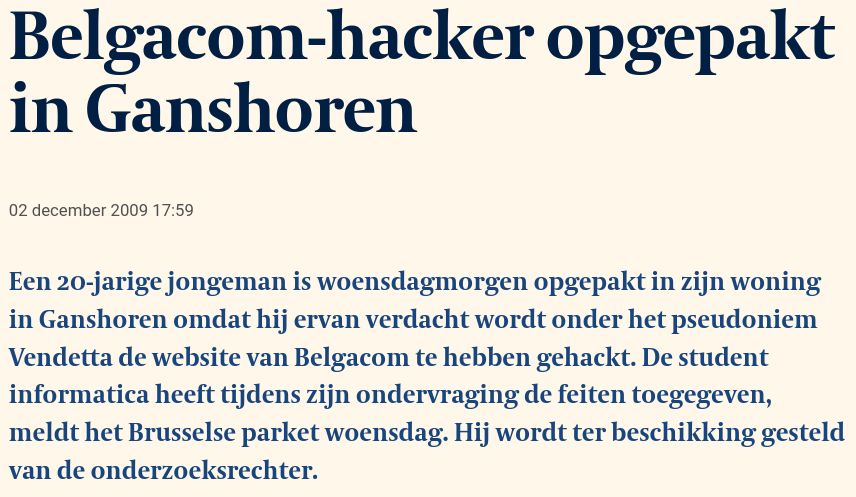 Belgacom-hacker opgepakt
in Ganshoren
02 december 2009 17:59
Een 20-jarige jongeman is woensdagmorgen opgepakt in zijn woning
in Ganshoren omdat hij ervan verdacht wordt onder het pseudoniem
Vendetta de website van Belgacom te hebben gehackt. De student
informatica heeft tijdens zijn ondervraging de feiten toegegeven,
meldt het Brusselse parket woensdag. Hij wordt ter beschikking gesteld
van de onderzoeksrechter.